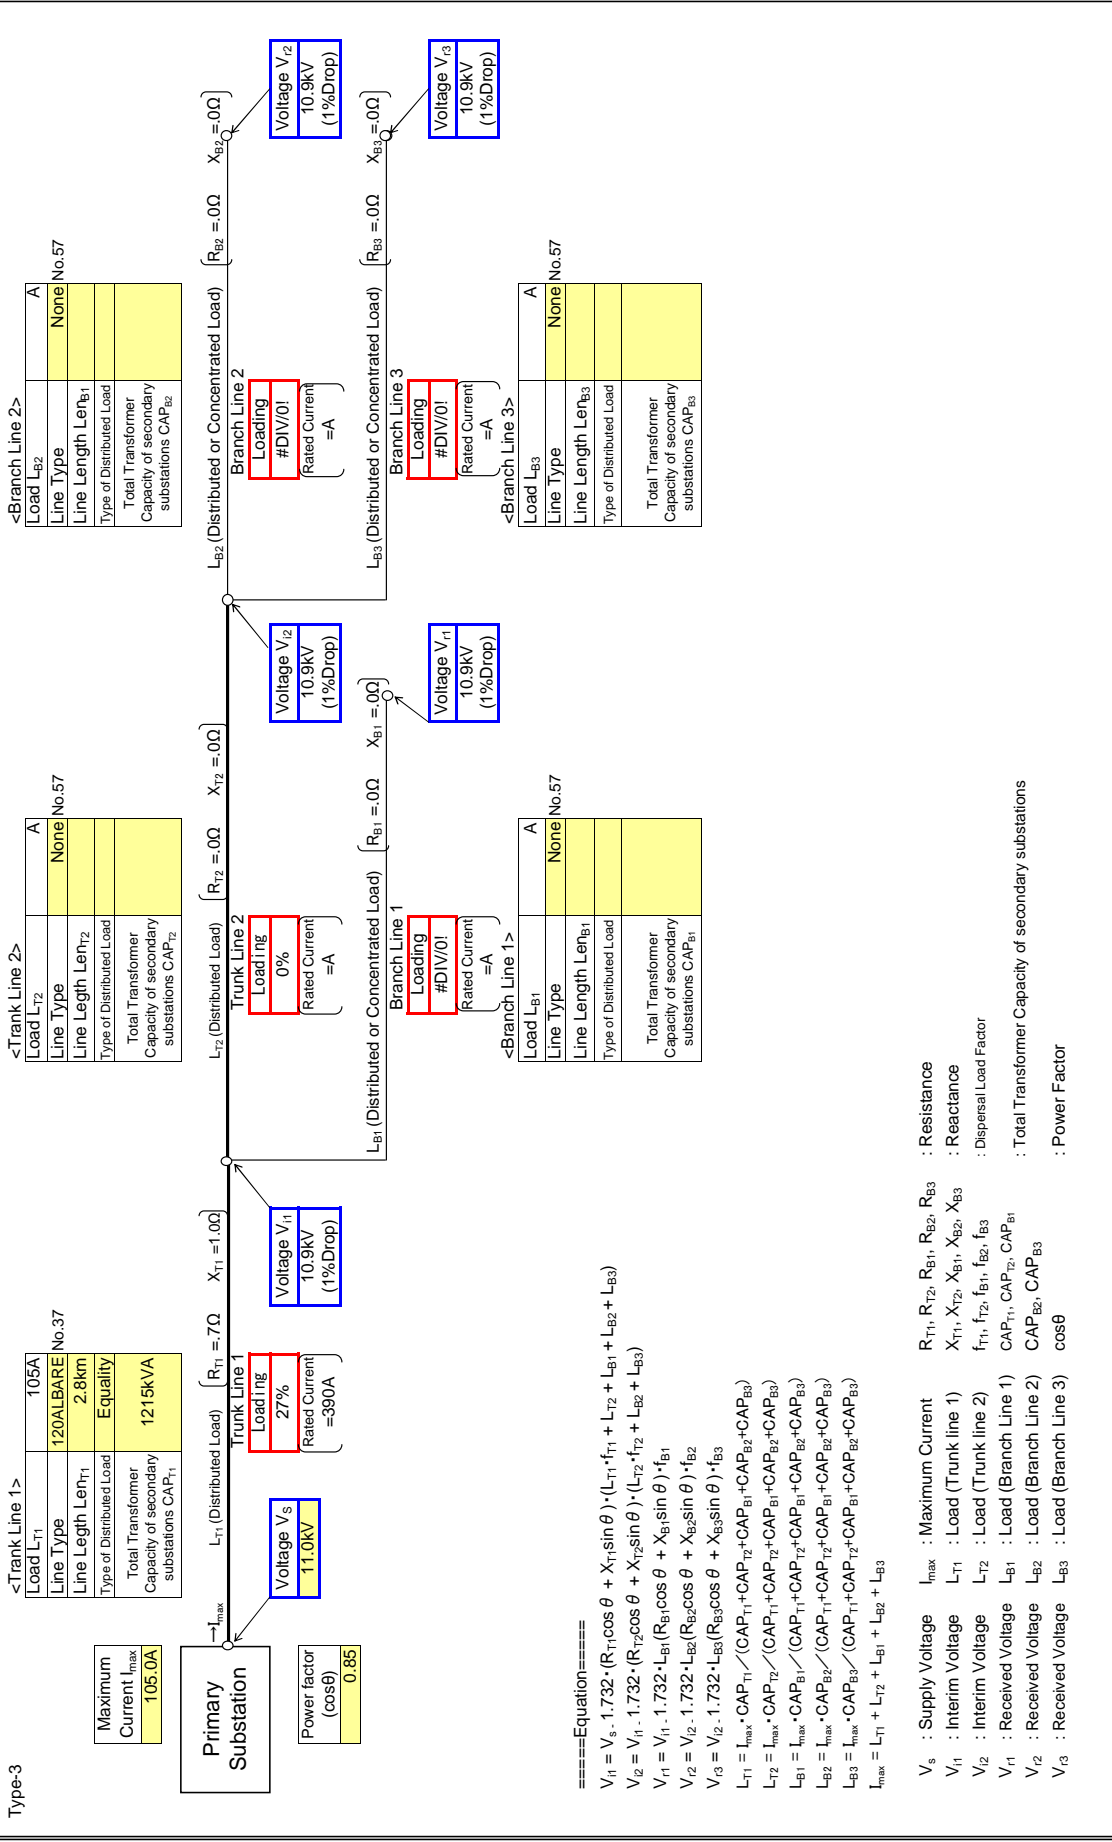 Type-3
<Trank Line 1>
Load LT1 105A
Line Type 120ALBARE No.37
Line Length LenT1 2.8km
Type of Distributed Load Equality
Total Transformer
Capacity of secondary
substations CAPT1 1215kVA
<Trank Line 2>
Load LT2 A
Line Type None No.57
Line Legth LenT2
Type of Distributed Load
Total Transformer
Capacity of secondary
substations CAPT2
<Branch Line 2>
Load LB2 A
Line Type None No.57
Line Length LenB1
Type of Distributed Load
Total Transformer
Capacity of secondary
substations CAPB2
Maximum
Current Imax
105.0A
Primary
Substation
→Imax
Power factor
(cosθ)
0.85
LT1 (Distributed Load) RT1 =.7Ω XT1 =1.0Ω
LT2 (Distributed Load) RT2 =.0Ω XT2 =.0Ω
LB2 (Distributed or Concentrated Load) RB2 =.0Ω XB2 =.0Ω
Voltage VS
11.0kV
Trunk Line 1
Loading
27%
Rated Current
=390A
Voltage Vi1
10.9kV
(1%Drop)
Trunk Line 2
Loading
0%
Rated Current
=A
Voltage Vi2
10.9kV
(1%Drop)
Branch Line 2
Loading
#DIV/0!
Rated Current
=A
Voltage Vr2
10.9kV
(1%Drop)
LB1 (Distributed or Concentrated Load) RB1 =.0Ω XB1 =.0Ω
LB3 (Distributed or Concentrated Load) RB3 =.0Ω XB3 =.0Ω
Branch Line 1
Loading
#DIV/0!
Rated Current
=A
Voltage Vr1
10.9kV
(1%Drop)
Branch Line 3
Loading
#DIV/0!
Rated Current
=A
Voltage Vr3
10.9kV
(1%Drop)
<Branch Line 1>
Load LB1 A
Line Type None No.57
Line Length LenB1
Type of Distributed Load
Total Transformer
Capacity of secondary
substations CAPB1
<Branch Line 3>
Load LB3 A
Line Type None No.57
Line Length LenB3
Type of Distributed Load
Total Transformer
Capacity of secondary
substations CAPB3
=====Equation=====
Vi1 = VS - 1.732・(RT1cosθ + XT1sinθ)・(LT1・fT1 + LT2 + LB1 + LB2 + LB3)
Vi2 = Vi1 - 1.732・(RT2cosθ + XT2sinθ)・(LT2・fT2 + LB2 + LB3)
Vr1 = Vi1 - 1.732・LB1(RB1cosθ + XB1sinθ)・fB1
Vr2 = Vi2 - 1.732・LB2(RB2cosθ + XB2sinθ)・fB2
Vr3 = Vi2 - 1.732・LB3(RB3cosθ + XB3sinθ)・fB3
LT1 = Imax・CAPT1／(CAPT1+CAPT2+CAPB1+CAPB2+CAPB3)
LT2 = Imax・CAPT2／(CAPT1+CAPT2+CAPB1+CAPB2+CAPB3)
LB1 = Imax・CAPB1／(CAPT1+CAPT2+CAPB1+CAPB2+CAPB3)
LB2 = Imax・CAPB2／(CAPT1+CAPT2+CAPB1+CAPB2+CAPB3)
LB3 = Imax・CAPB3／(CAPT1+CAPT2+CAPB1+CAPB2+CAPB3)
Imax = LT1 + LT2 + LB1 + LB2 + LB3
Vs : Supply Voltage Imax : Maximum Current RT1, RT2, RB1, RB2, RB3 : Resistance
Vi1 : Interim Voltage LT1 : Load (Trunk line 1) XT1, XT2, XB1, XB2, XB3 : Reactance
Vi2 : Interim Voltage LT2 : Load (Trunk line 2) fT1, fT2, fB1, fB2, fB3 : Dispersal Load Factor
Vr1 : Received Voltage LB1 : Load (Branch Line 1) CAPT1, CAPT2, CAPB1
Vr2 : Received Voltage LB2 : Load (Branch Line 2) CAPB2, CAPB3 : Total Transformer Capacity of secondary substations
Vr3 : Received Voltage LB3 : Load (Branch Line 3) cosθ : Power Factor